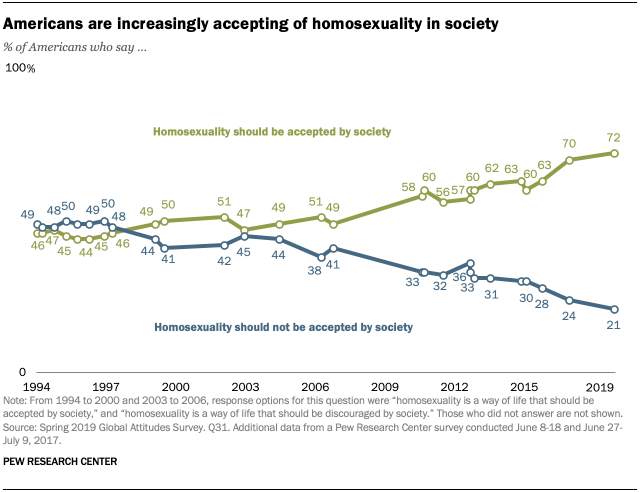 Americans are increasingly accepting of homosexuality in society
% of Americans who say ...
100%
Homosexuality should be accepted by society
49 48 50 49 50 48 49 50 51 47 49 51 49 58 60 56 57 60 62 63 60 63 70 72
46 47 45 44 45 46 44 41 42 45 44 38 41 33 32 36 33 31 30 28 24 21
Homosexuality should not be accepted by society
0
1994 1997 2000 2003 2006 2009 2012 2015 2019
Note: From 1994 to 2000 and 2003 to 2006, response options for this question were “homosexuality is a way of life that should be
accepted by society,” and “homosexuality is a way of life that should be discouraged by society.” Those who did not answer are not shown.
Source: Spring 2019 Global Attitudes Survey. Q31. Additional data from a Pew Research Center survey conducted June 8-18 and June 27-
July 9, 2017.
PEW RESEARCH CENTER